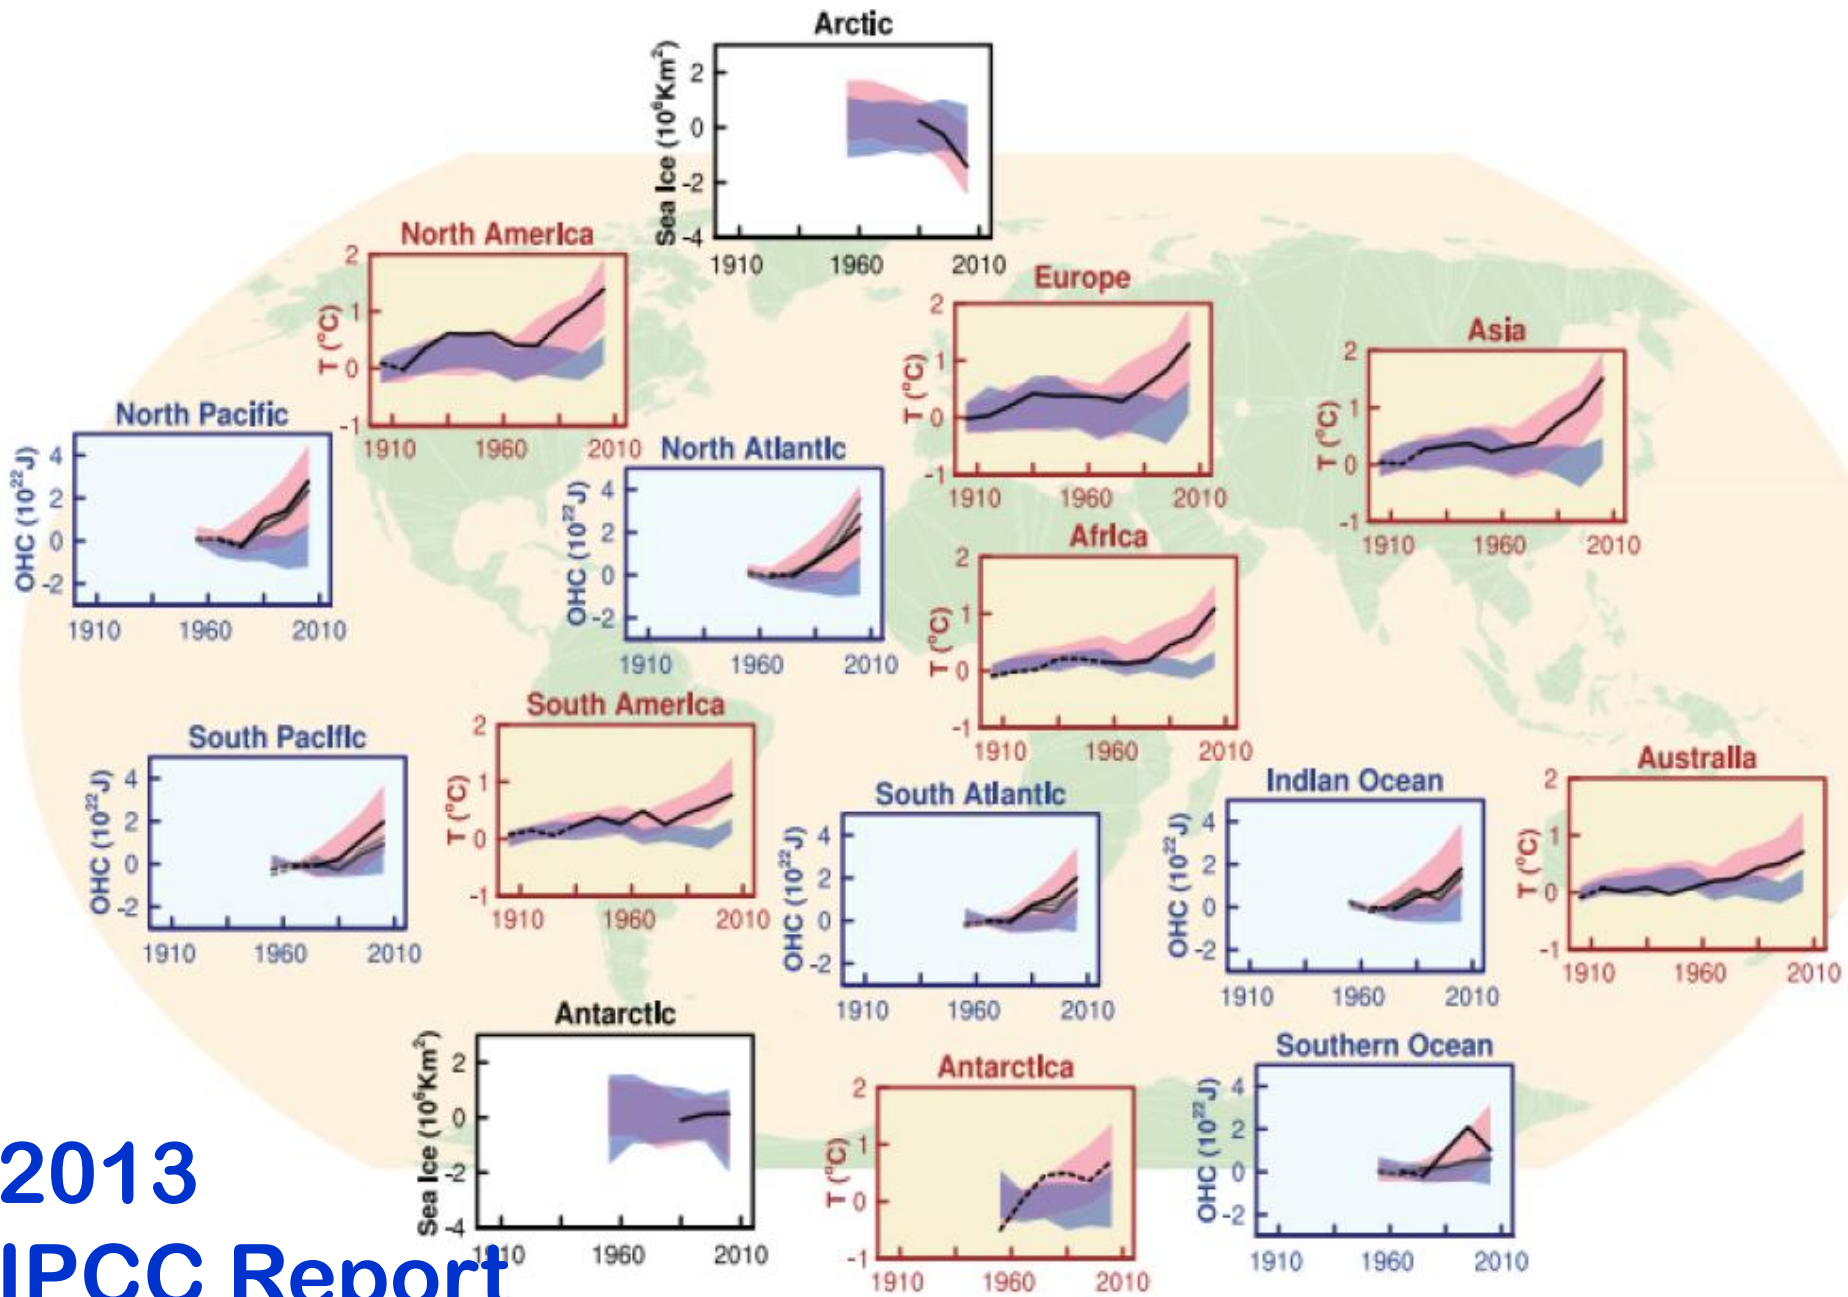 Arctic
Sea Ice (10⁶Km²)
2
0
-2
-4
1910 1960 2010
North America
T (°C)
2
1
0
-1
1910 1960 2010
Europe
T (°C)
2
1
0
-1
1910 1960 2010
Asia
T (°C)
2
1
0
-1
1910 1960 2010
North Pacific
OHC (10²²J)
4
2
0
-2
1910 1960 2010
North Atlantic
OHC (10²²J)
4
2
0
-2
1910 1960 2010
Africa
T (°C)
2
1
0
-1
1910 1960 2010
South Pacific
OHC (10²²J)
4
2
0
-2
1910 1960 2010
South America
T (°C)
2
1
0
-1
1910 1960 2010
South Atlantic
OHC (10²²J)
4
2
0
-2
1910 1960 2010
Indian Ocean
OHC (10²²J)
4
2
0
-2
1910 1960 2010
Australia
T (°C)
2
1
0
-1
1910 1960 2010
Antarctic
Sea Ice (10⁶Km²)
2
0
-2
-4
1910 1960 2010
Antarctica
T (°C)
2
1
0
-1
1910 1960 2010
Southern Ocean
OHC (10²²J)
4
2
0
-2
1910 1960 2010
2013
IPCC Report